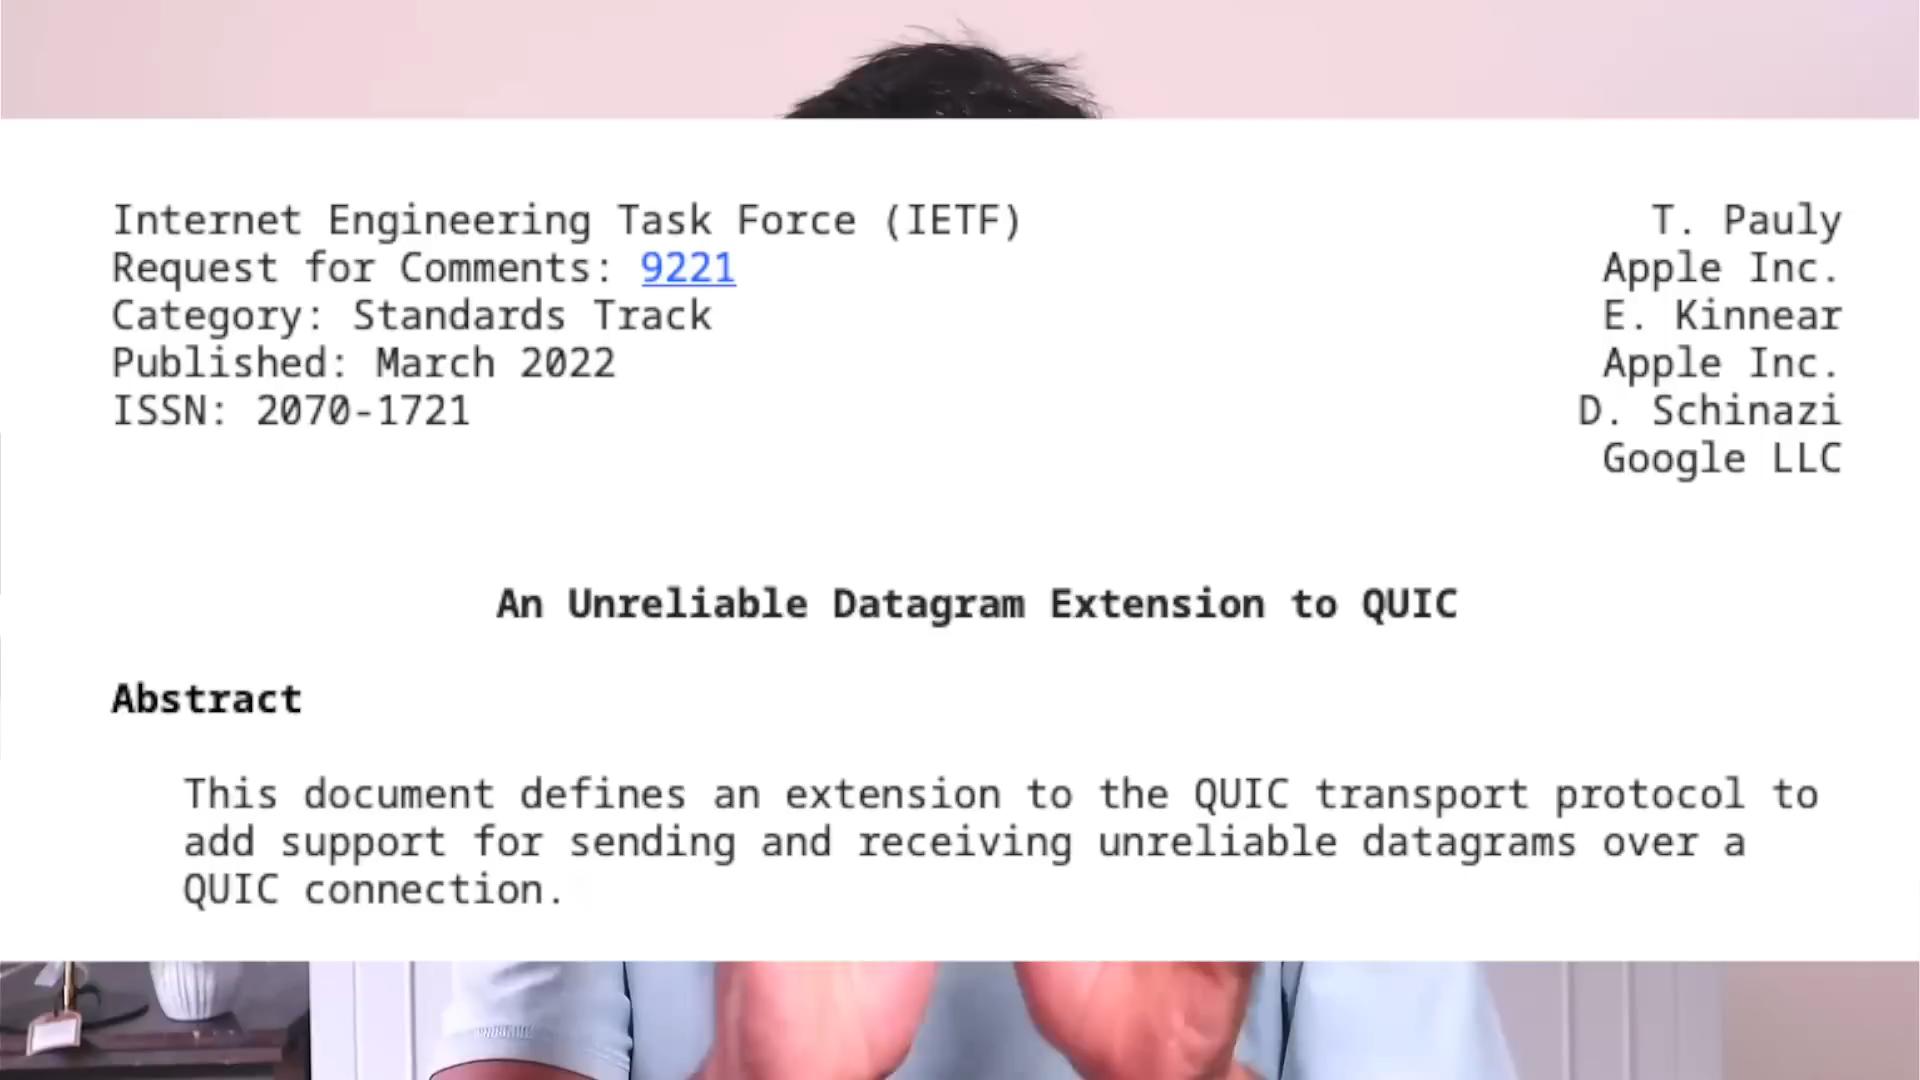 Internet Engineering Task Force (IETF)
T. Pauly
Request for Comments: 9221
Apple Inc.
Category: Standards Track
E. Kinnear
Published: March 2022
Apple Inc.
ISSN: 2070-1721
D. Schinazi
Google LLC
An Unreliable Datagram Extension to QUIC
Abstract
This document defines an extension to the QUIC transport protocol to
add support for sending and receiving unreliable datagrams over a
QUIC connection.